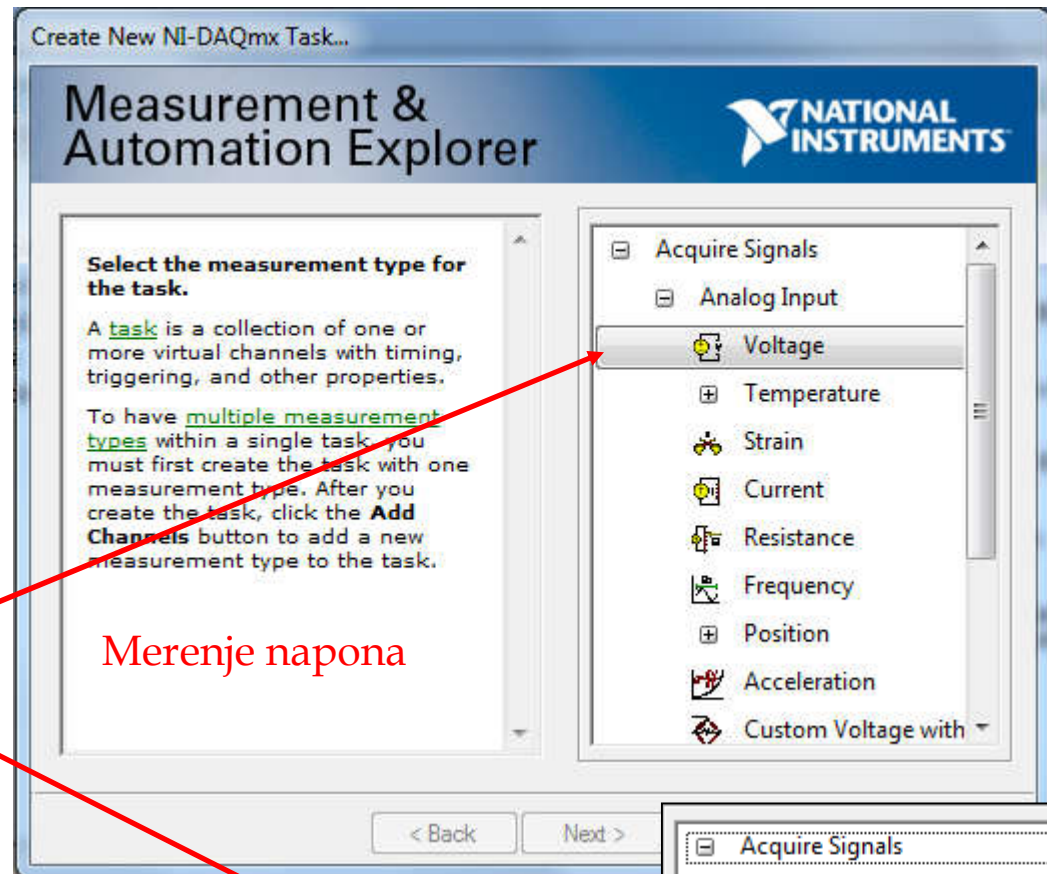 Create New NI-DAQmx Task...
Measurement &
Automation Explorer
NATIONAL
INSTRUMENTS
Select the measurement type for
the task.
A task is a collection of one or
more virtual channels with timing,
triggering, and other properties.
To have multiple measurement
types within a single task, you
must first create the task with one
measurement type. After you
create the task, click the Add
Channels button to add a new
measurement type to the task.
Merenje napona
Acquire Signals
Analog Input
Voltage
Temperature
Strain
Current
Resistance
Frequency
Position
Acceleration
Custom Voltage with
< Back
Next >
Acquire Signals